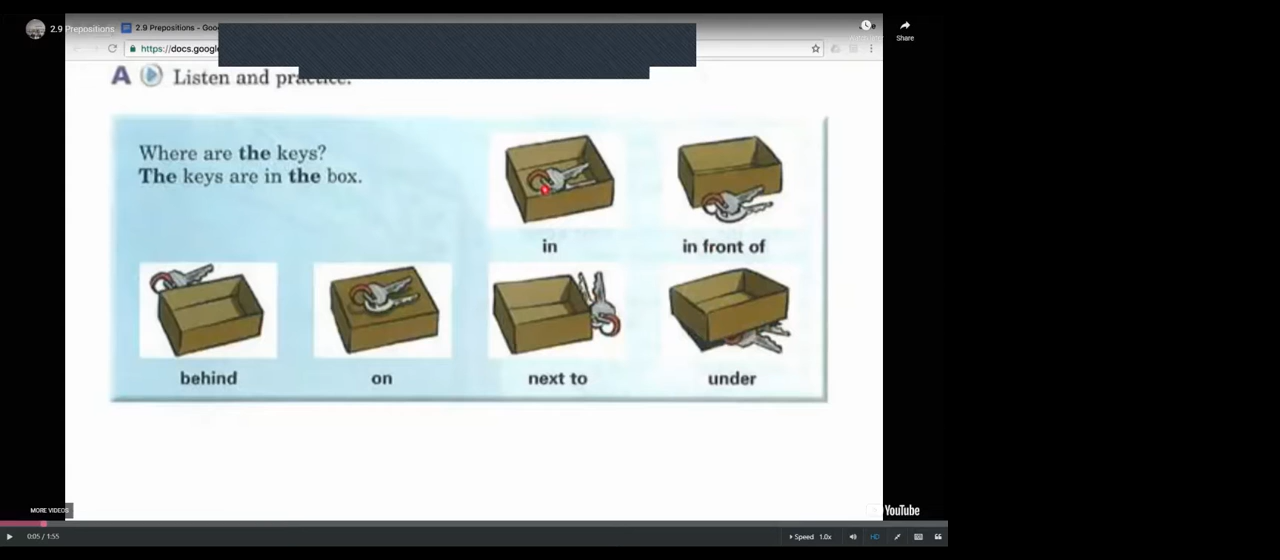 2.9 Prepositions
2.9 Prepositions - Goo
https://docs.google
Share
A Listen and practice.
Where are the keys?
The keys are in the box.
in
in front of
behind
on
next to
under
MORE VIDEOS
YouTube
0:05 / 1:55
Speed 1.0x
HD